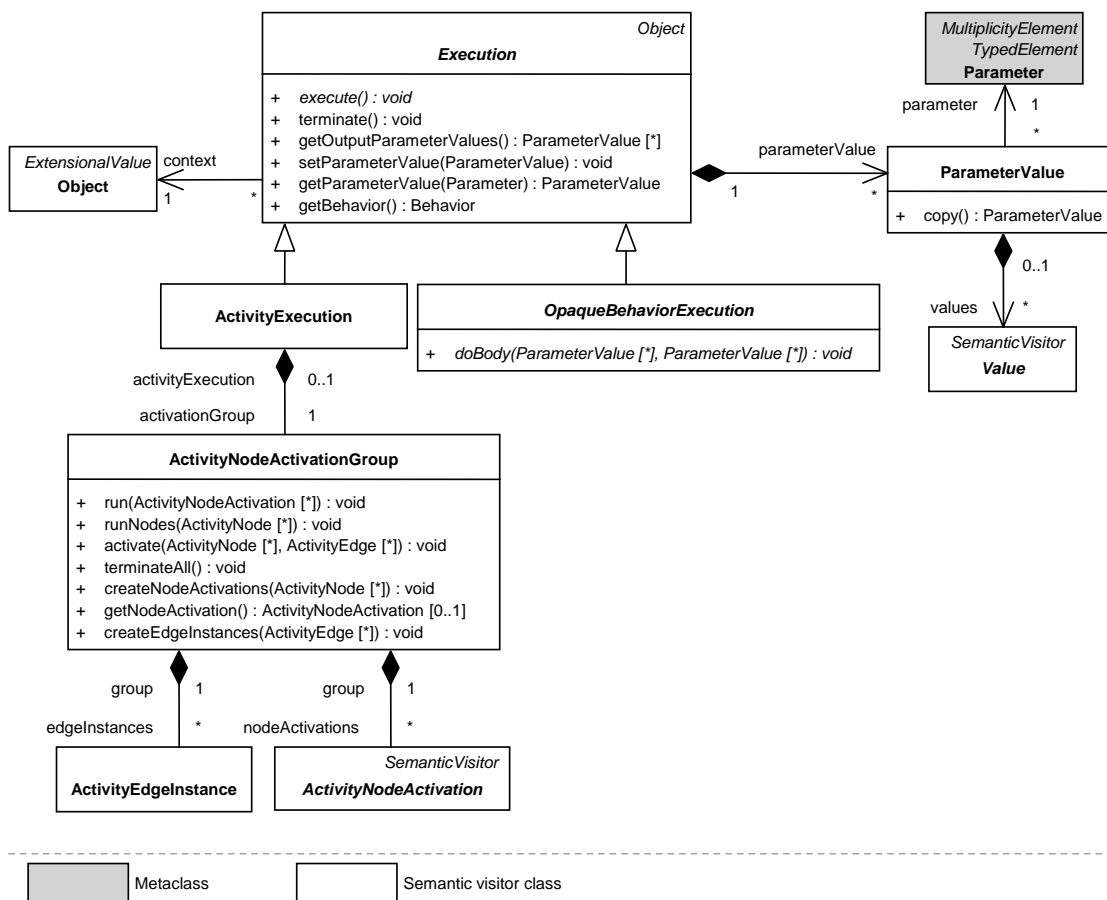 Object
Execution
+ execute() : void
+ terminate() : void
+ getOutputParameterValues() : ParameterValue [*]
+ setParameterValue(ParameterValue) : void
+ getParameterValue(Parameter) : ParameterValue
+ getBehavior() : Behavior
MultiplicityElement
TypedElement
Parameter
parameter 1
*
ExtensionalValue
Object
context
1 *
parameterValue
1 *
ParameterValue
+ copy() : ParameterValue
0..1
values *
SemanticVisitor
Value
ActivityExecution
OpaqueBehaviorExecution
+ doBody(ParameterValue [*], ParameterValue [*]) : void
activityExecution 0..1
activationGroup 1
ActivityNodeActivationGroup
+ run(ActivityNodeActivation [*]) : void
+ runNodes(ActivityNode [*]) : void
+ activate(ActivityNode [*], ActivityEdge [*]) : void
+ terminateAll() : void
+ createNodeActivations(ActivityNode [*]) : void
+ getNodeActivation() : ActivityNodeActivation [0..1]
+ createEdgeInstances(ActivityEdge [*]) : void
group 1 group 1
edgeInstances * nodeActivations *
ActivityEdgeInstance
SemanticVisitor
ActivityNodeActivation
Metaclass
Semantic visitor class